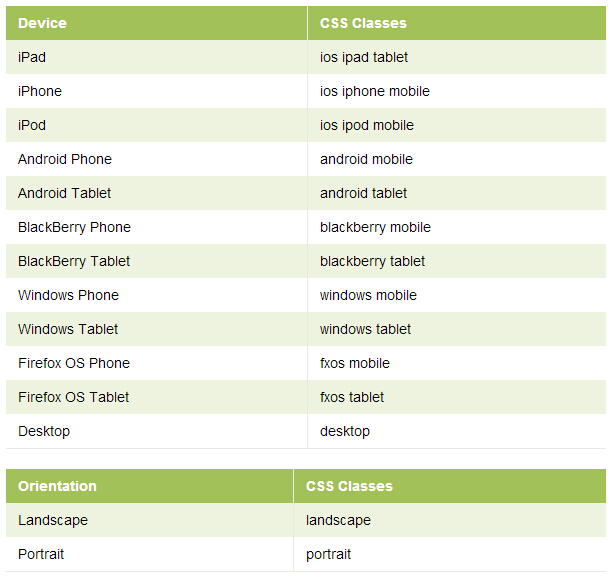 Device CSS Classes
iPad ios ipad tablet
iPhone ios iphone mobile
iPod ios ipod mobile
Android Phone android mobile
Android Tablet android tablet
BlackBerry Phone blackberry mobile
BlackBerry Tablet blackberry tablet
Windows Phone windows mobile
Windows Tablet windows tablet
Firefox OS Phone fxos mobile
Firefox OS Tablet fxos tablet
Desktop desktop
Orientation CSS Classes
Landscape landscape
Portrait portrait